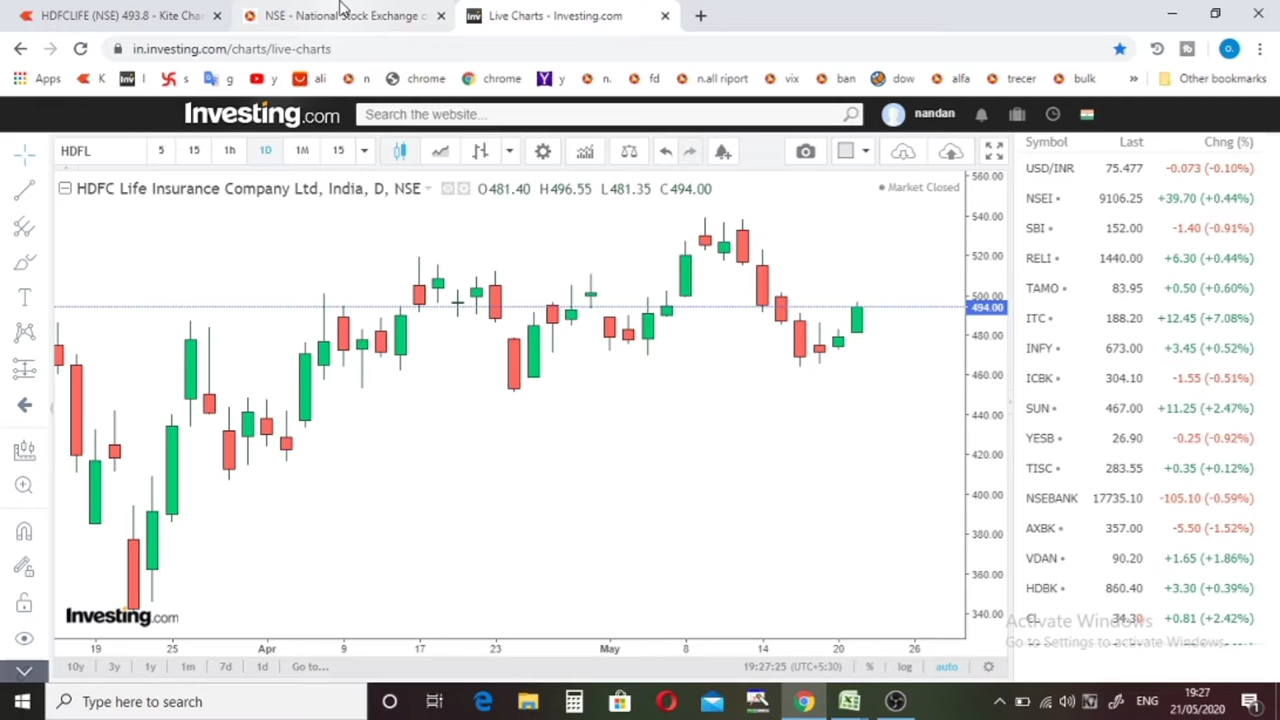 HDFCLIFE (NSE) 493.8 - Kite Char
NSE - National Stock Exchange o
Inv Live Charts - Investing.com
in.investing.com/charts/live-charts
o.
Apps K Inv I s g y ali n chrome chrome Y y n. fd n.all riport vix ban dow alfa trecer bulk » Other bookmarks
Investing.com Search the website... nandan
HDFL 5 15 1h 1D 1M 15
HDFC Life Insurance Company Ltd, India, D, NSE O481.40 H496.55 L481.35 C494.00
Market Closed
560.00
540.00
520.00
500.00
494.00
480.00
460.00
440.00
420.00
400.00
380.00
360.00
340.00
Investing.com
19 25 Apr 9 17 23 May 8 14 20 26
10y 3y 1y 1m 7d 1d Go to... 19:27:25 (UTC+5:30) % log auto
Symbol Last Chng (%)
USD/INR 75.477 -0.073 (-0.10%)
NSEI 9106.25 +39.70 (+0.44%)
SBI 152.00 -1.40 (-0.91%)
RELI 1440.00 +6.30 (+0.44%)
TAMO 83.95 +0.50 (+0.60%)
ITC 188.20 +12.45 (+7.08%)
INFY 673.00 +3.45 (+0.52%)
ICBK 304.10 -1.55 (-0.51%)
SUN 467.00 +11.25 (+2.47%)
YESB 26.90 -0.25 (-0.92%)
TISC 283.55 +0.35 (+0.12%)
NSEBANK 17735.10 -105.10 (-0.59%)
AXBK 357.00 -5.50 (-1.52%)
VDAN 90.20 +1.65 (+1.86%)
HDBK 860.40 +3.30 (+0.39%)
CL 34.30 +0.81 (+2.42%)
Activate Windows
Go to Settings to activate Windows.
Type here to search
ENG
19:27
21/05/2020